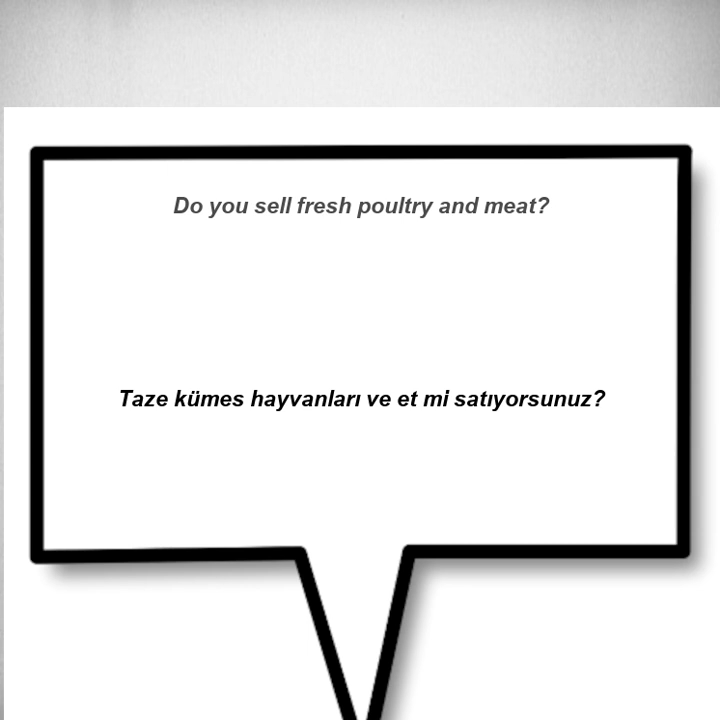 Do you sell fresh poultry and meat?
Taze kümes hayvanları ve et mi satıyorsunuz?